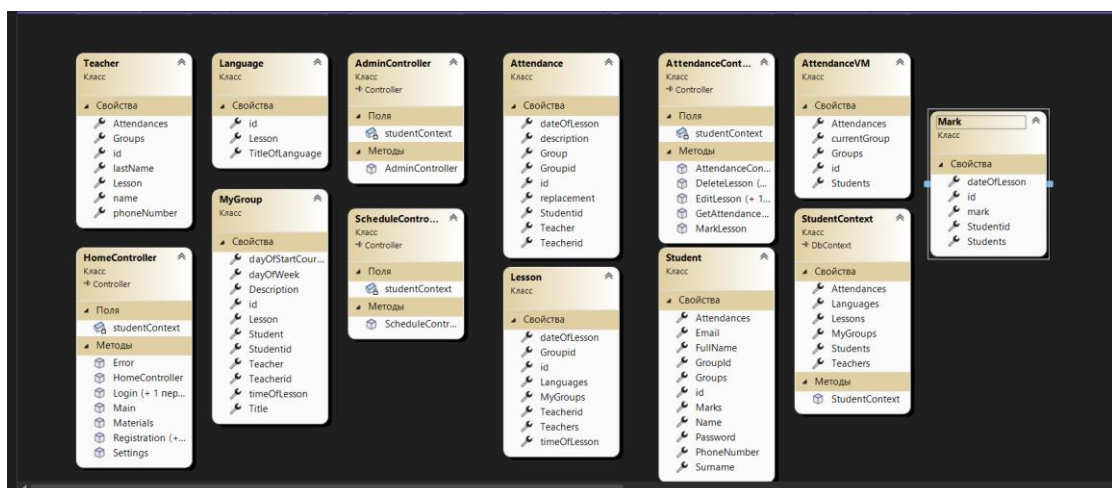 Teacher
Класс
Свойства
Attendances
Groups
id
lastName
Lesson
name
phoneNumber
HomeController
Класс
Controller
Поля
studentContext
Методы
Error
HomeController
Login (+ 1 пер...
Main
Materials
Registration (+...
Settings
Language
Класс
Свойства
id
Lesson
TitleOfLanguage
MyGroup
Класс
Свойства
dayOfStartCour...
dayOfWeek
Description
id
Lesson
Student
Studentid
Teacher
Teacherid
timeOfLesson
Title
AdminController
Класс
Controller
Поля
studentContext
Методы
AdminController
ScheduleContro...
Класс
Controller
Поля
studentContext
Методы
ScheduleContr...
Attendance
Класс
Свойства
dateOfLesson
description
Group
Groupid
id
replacement
Studentid
Teacher
Teacherid
Lesson
Класс
Свойства
dateOfLesson
Groupid
id
Languages
MyGroups
Teacherid
Teachers
timeOfLesson
AttendanceCont...
Класс
Controller
Поля
studentContext
Методы
AttendanceCon...
DeleteLesson (...
EditLesson (+ 1...
GetAttendance...
MarkLesson
Student
Класс
Свойства
Attendances
Email
FullName
GroupId
Groups
id
Marks
Name
Password
PhoneNumber
Surname
AttendanceVM
Класс
Свойства
Attendances
currentGroup
Groups
id
Students
StudentContext
Класс
DbContext
Свойства
Attendances
Languages
Lessons
MyGroups
Students
Teachers
Методы
StudentContext
Mark
Класс
Свойства
dateOfLesson
id
mark
Studentid
Students